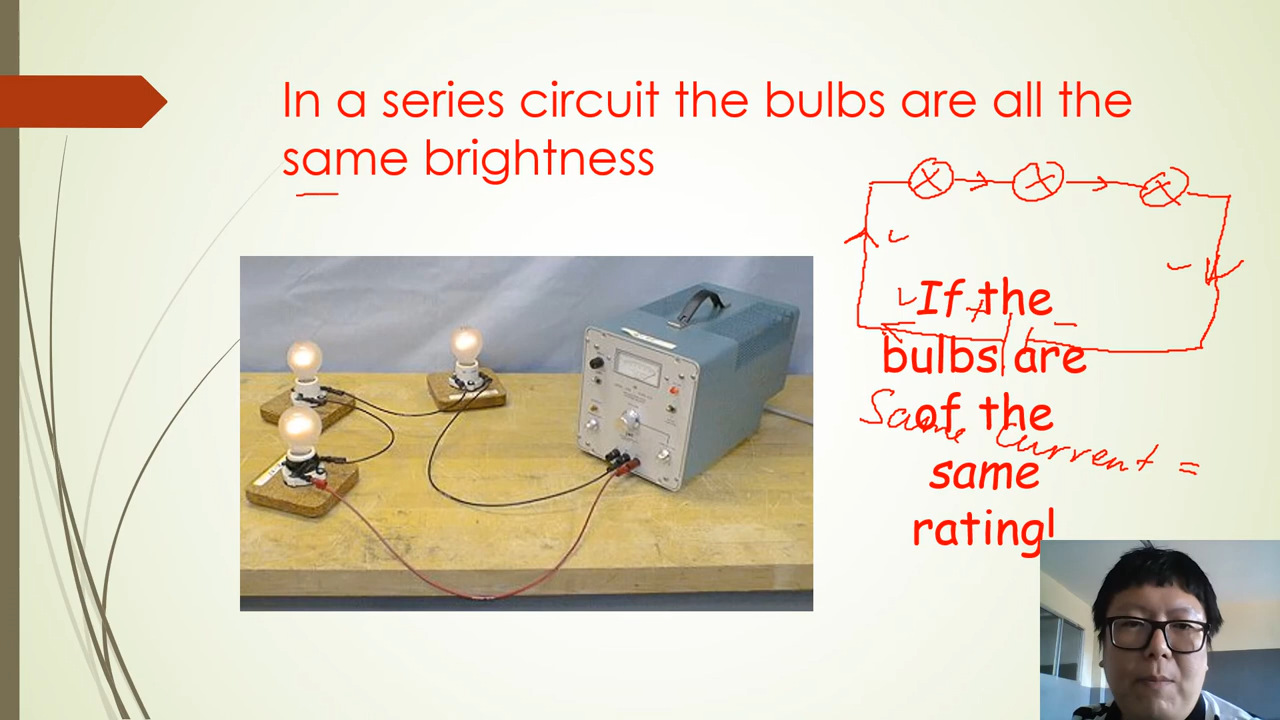 In a series circuit the bulbs are all the
same brightness
If the
bulbs are
of the
same
rating!
Same Current =